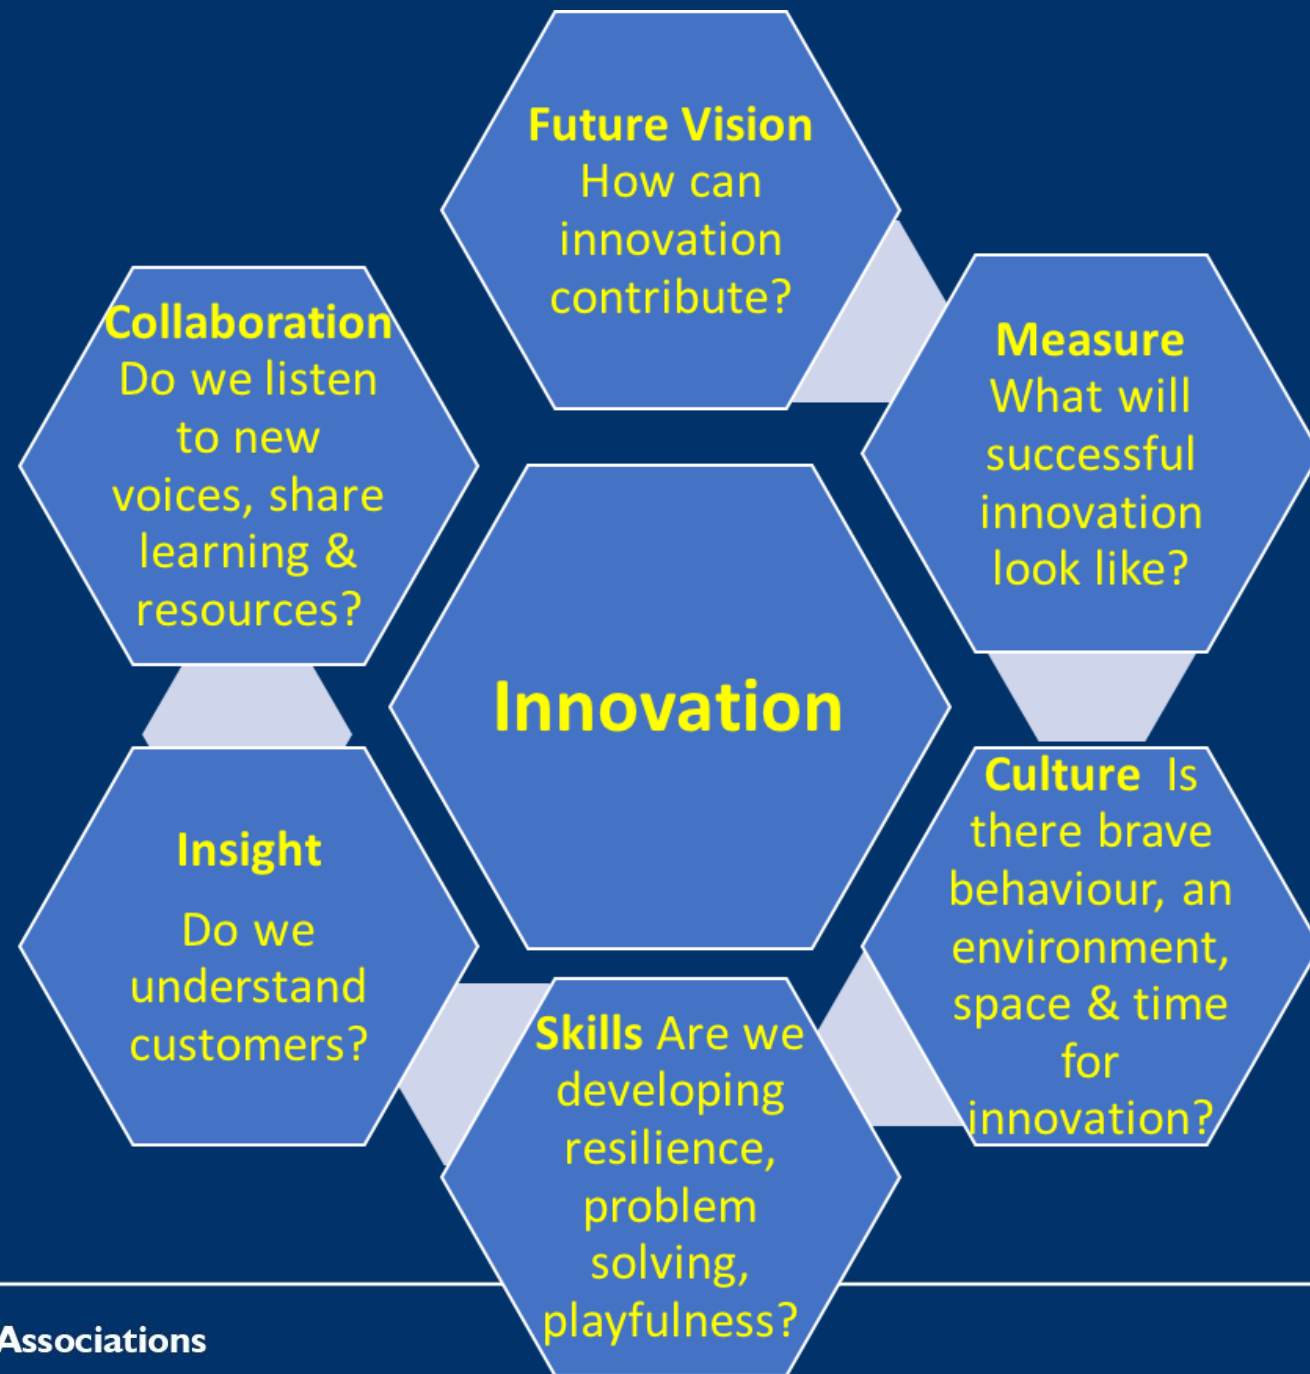 Future Vision
How can
innovation
contribute?
Measure
What will
successful
innovation
look like?
Culture  Is
there brave
behaviour, an
environment,
space & time
for
innovation?
Skills Are we
developing
resilience,
problem
solving,
playfulness?
Insight
Do we
understand
customers?
Collaboration
Do we listen
to new
voices, share
learning &
resources?
Innovation
Associations